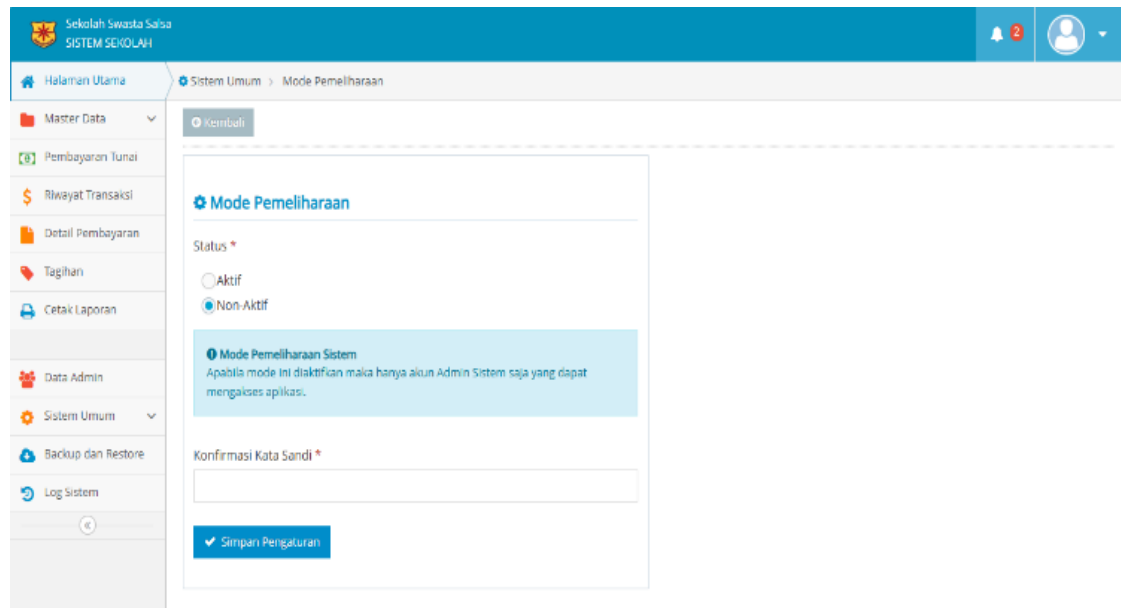 Sekolah Swasta Salsa
SISTEM SEKOLAH
2
Halaman Utama
Sistem Umum > Mode Pemeliharaan
Master Data
Kembali
Pembayaran Tunai
Riwayat Transaksi
Detail Pembayaran
Tagihan
Cetak Laporan
Data Admin
Sistem Umum
Backup dan Restore
Log Sistem
Mode Pemeliharaan
Status *
Aktif
Non-Aktif
Mode Pemeliharaan Sistem
Apabila mode ini diaktifkan maka hanya akun Admin Sistem saja yang dapat
mengakses aplikasi.
Konfirmasi Kata Sandi *
Simpan Pengaturan